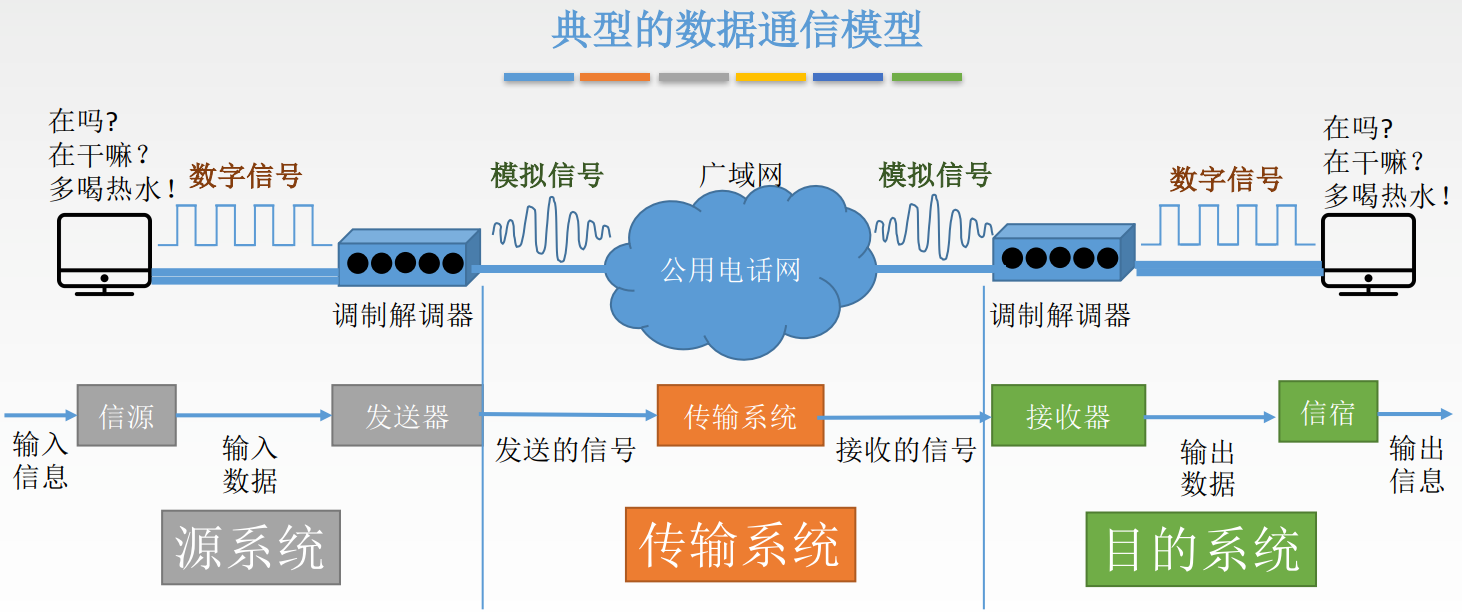 典型的数据通信模型
在吗?
在干嘛?
多喝热水!
数字信号
模拟信号
广域网
模拟信号
数字信号
在吗?
在干嘛?
多喝热水!
公用电话网
调制解调器
调制解调器
信源
发送器
传输系统
接收器
信宿
输入
信息
输入
数据
发送的信号
接收的信号
输出
数据
输出
信息
源系统
传输系统
目的系统